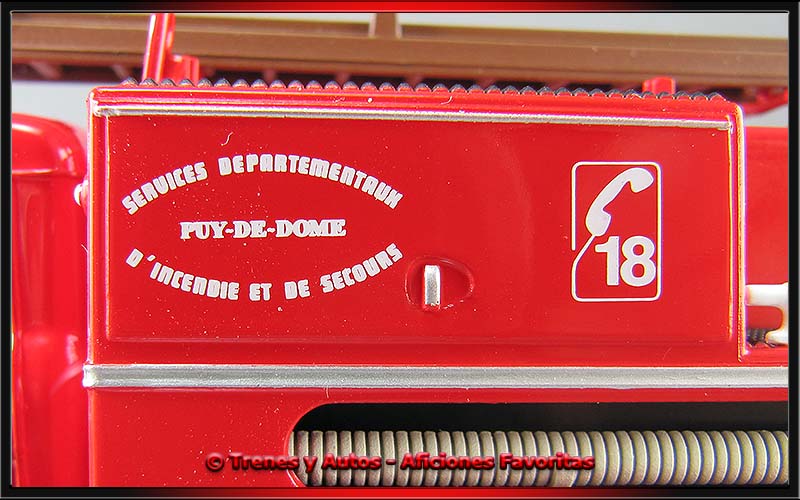 SERVICES DEPARTEMENTAUX
PUY-DE-DOME
D'INCENDIE ET DE SECOURS
18
© Trenes y Autos - Aficiones Favoritas